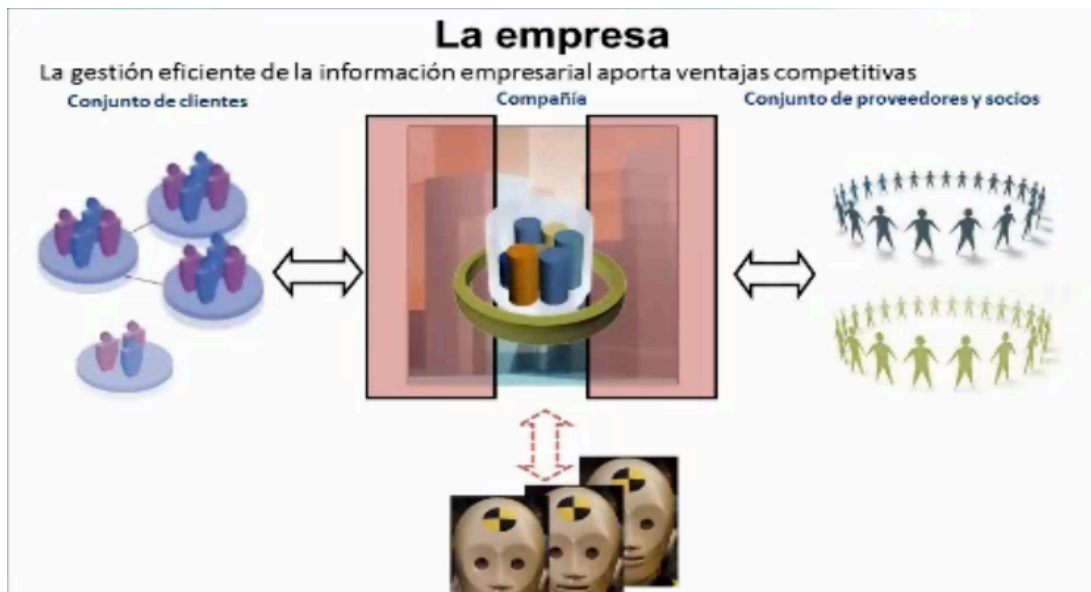 La empresa
La gestión eficiente de la información empresarial aporta ventajas competitivas
Conjunto de clientes
Compañía
Conjunto de proveedores y socios